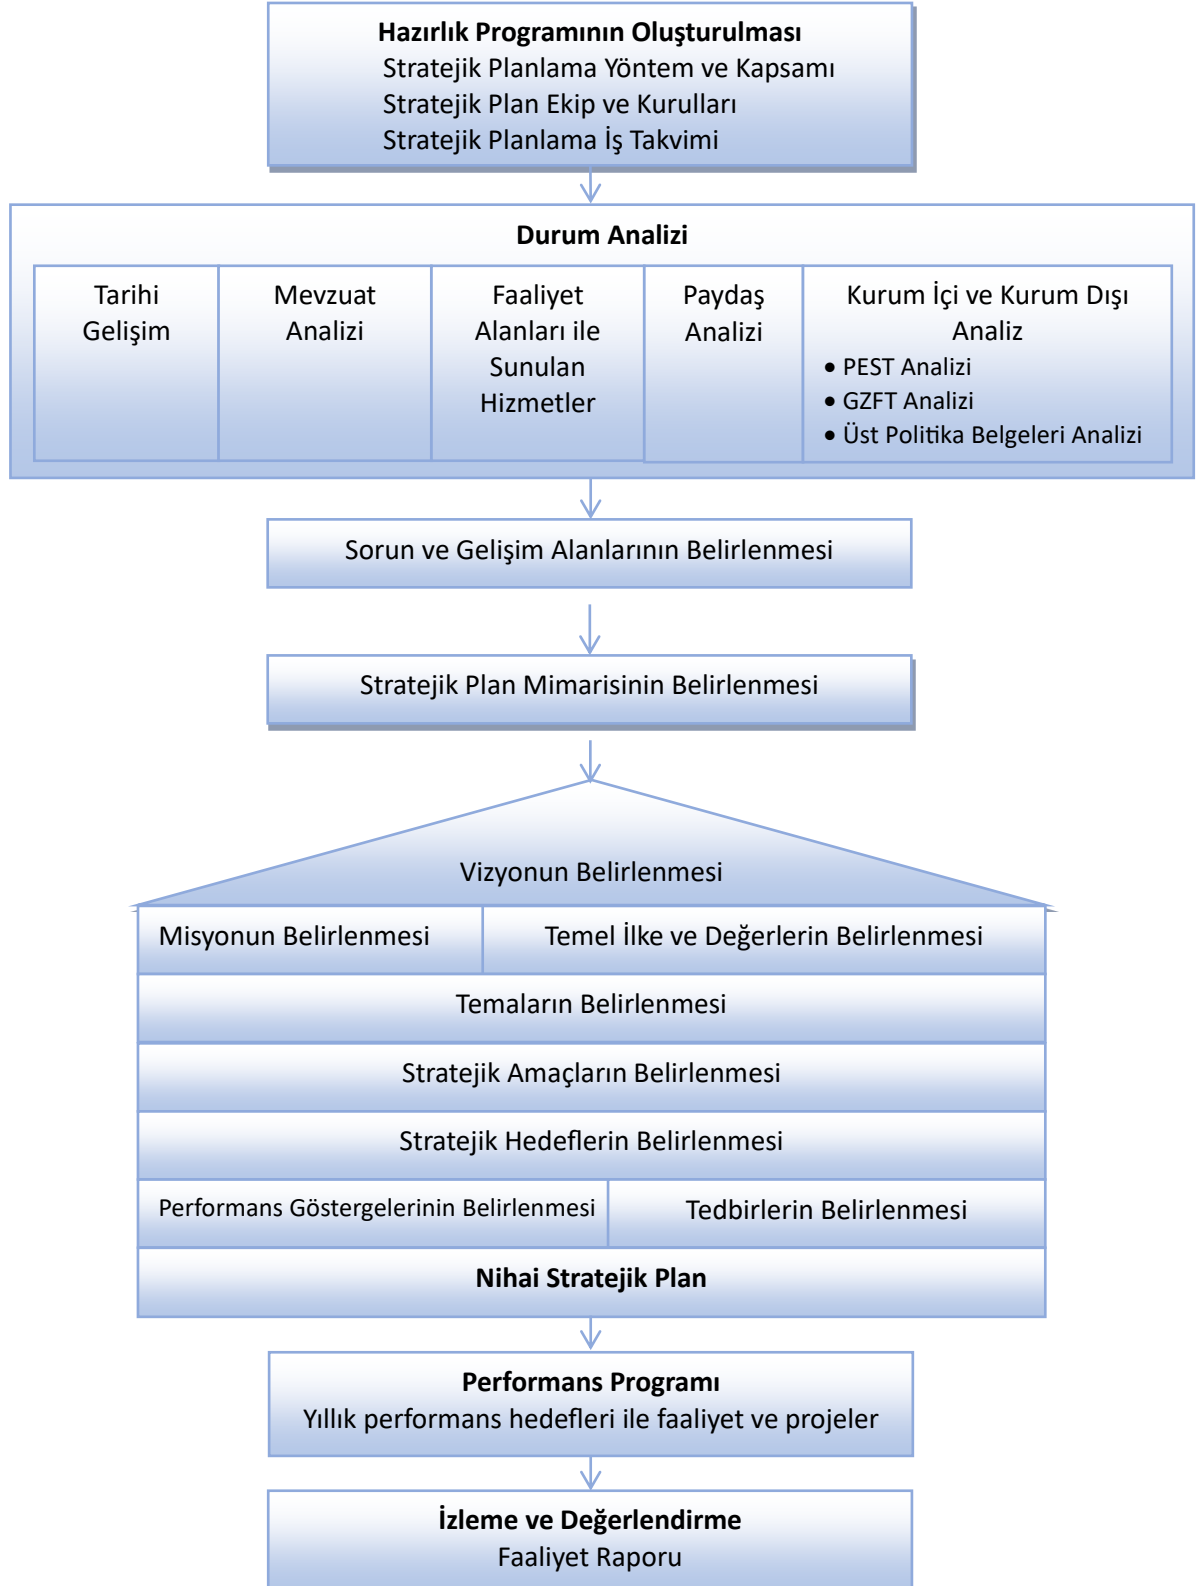 Hazırlık Programının Oluşturulması
Stratejik Planlama Yöntem ve Kapsamı
Stratejik Plan Ekip ve Kurulları
Stratejik Planlama İş Takvimi
Durum Analizi
Tarihi
Gelişim
Mevzuat
Analizi
Faaliyet
Alanları ile
Sunulan
Hizmetler
Paydaş
Analizi
Kurum İçi ve Kurum Dışı
Analiz
• PEST Analizi
• GZFT Analizi
• Üst Politika Belgeleri Analizi
Sorun ve Gelişim Alanlarının Belirlenmesi
Stratejik Plan Mimarisinin Belirlenmesi
Vizyonun Belirlenmesi
Misyonun Belirlenmesi
Temel İlke ve Değerlerin Belirlenmesi
Temaların Belirlenmesi
Stratejik Amaçların Belirlenmesi
Stratejik Hedeflerin Belirlenmesi
Performans Göstergelerinin Belirlenmesi
Tedbirlerin Belirlenmesi
Nihai Stratejik Plan
Performans Programı
Yıllık performans hedefleri ile faaliyet ve projeler
İzleme ve Değerlendirme
Faaliyet Raporu